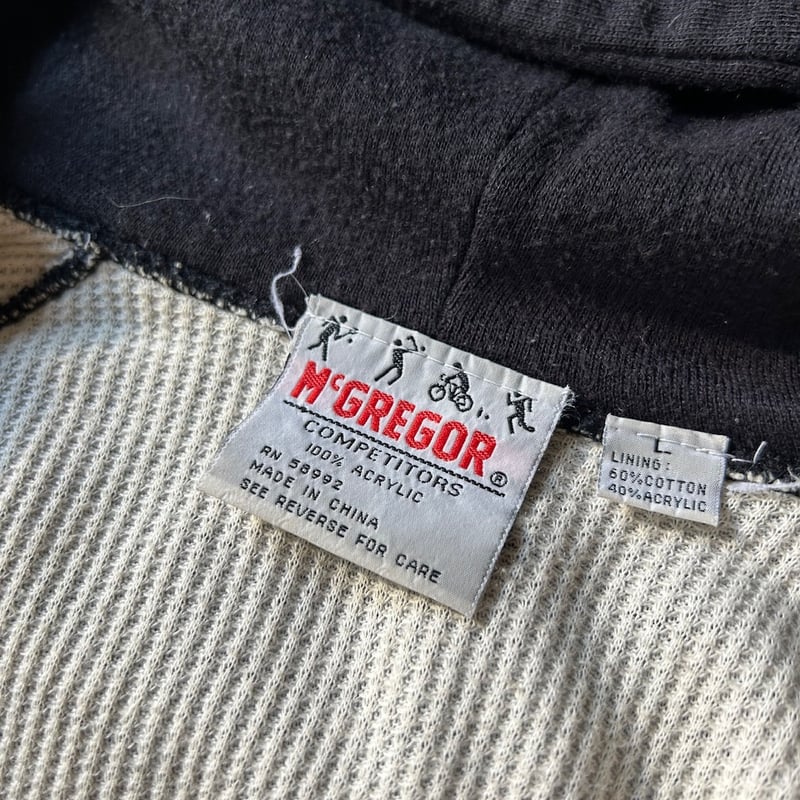 McGREGOR®
COMPETITORS
100% ACRYLIC
RN 58992
MADE IN CHINA
SEE REVERSE FOR CARE
L
LINING:
60%COTTON
40%ACRYLIC